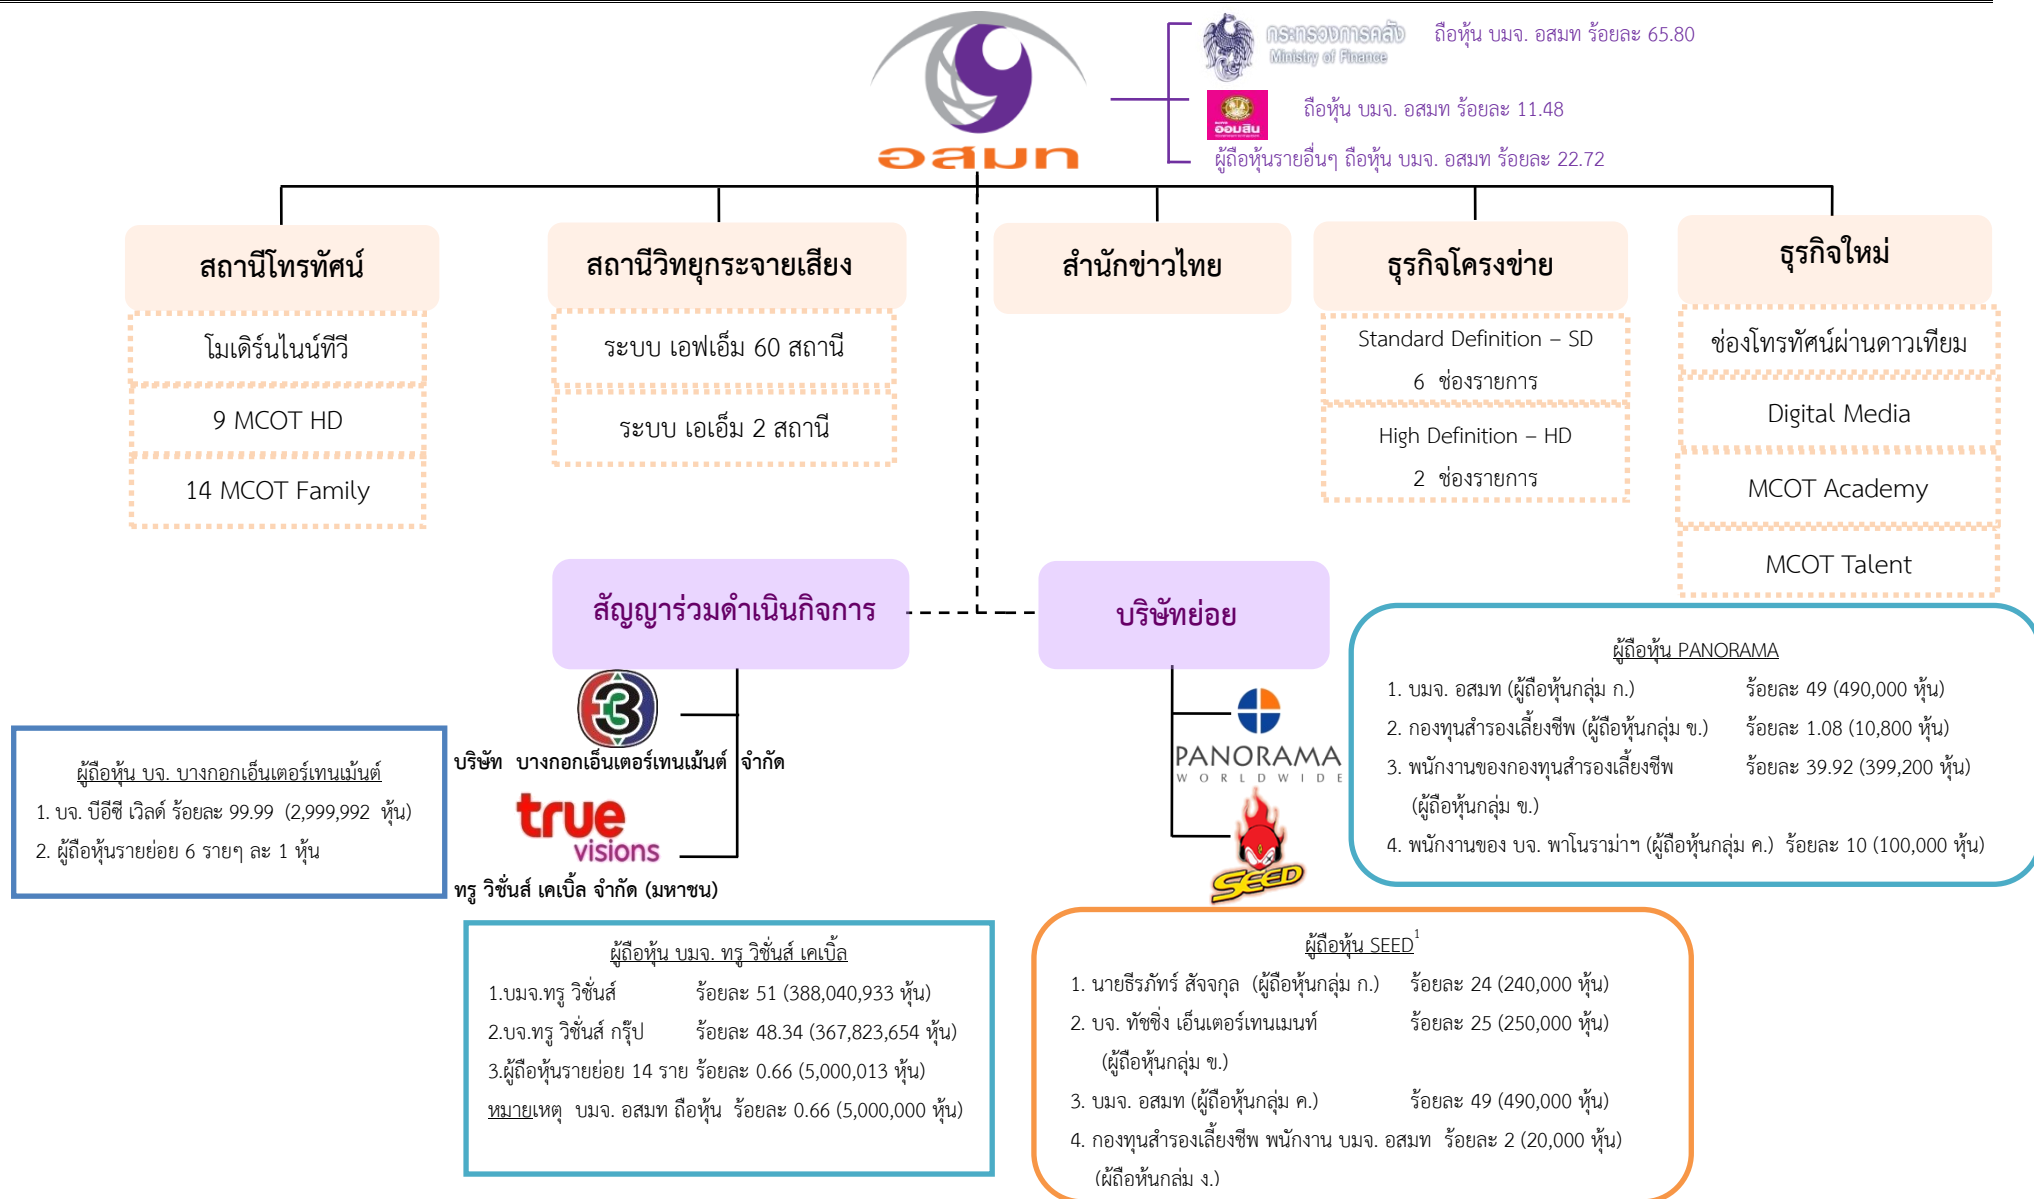 กระทรวงการคลัง
Ministry of Finance
ถือหุ้น บมจ. อสมท ร้อยละ 65.80
ออมสิน
ถือหุ้น บมจ. อสมท ร้อยละ 11.48
ผู้ถือหุ้นรายอื่นๆ ถือหุ้น บมจ. อสมท ร้อยละ 22.72
อสมท
สถานีโทรทัศน์
โมเดิร์นไนน์ทีวี
9 MCOT HD
14 MCOT Family
สถานีวิทยุกระจายเสียง
ระบบ เอฟเอ็ม 60 สถานี
ระบบ เอเอ็ม 2 สถานี
สำนักข่าวไทย
ธุรกิจโครงข่าย
Standard Definition – SD
6 ช่องรายการ
High Definition – HD
2 ช่องรายการ
ธุรกิจใหม่
ช่องโทรทัศน์ผ่านดาวเทียม
Digital Media
MCOT Academy
MCOT Talent
สัญญาร่วมดำเนินกิจการ
บริษัทย่อย
3
บริษัท บางกอกเอ็นเตอร์เทนเม้นต์ จำกัด
true
visions
ทรู วิชั่นส์ เคเบิ้ล จำกัด (มหาชน)
PANORAMA
WORLDWIDE
SEED
ผู้ถือหุ้น บจ. บางกอกเอ็นเตอร์เทนเม้นต์
1. บจ. บีอีซี เวิลด์ ร้อยละ 99.99 (2,999,992 หุ้น)
2. ผู้ถือหุ้นรายย่อย 6 รายๆ ละ 1 หุ้น
ผู้ถือหุ้น PANORAMA
1. บมจ. อสมท (ผู้ถือหุ้นกลุ่ม ก.) ร้อยละ 49 (490,000 หุ้น)
2. กองทุนสำรองเลี้ยงชีพ (ผู้ถือหุ้นกลุ่ม ข.) ร้อยละ 1.08 (10,800 หุ้น)
3. พนักงานของกองทุนสำรองเลี้ยงชีพ ร้อยละ 39.92 (399,200 หุ้น)
(ผู้ถือหุ้นกลุ่ม ข.)
4. พนักงานของ บจ. พาโนราม่าฯ (ผู้ถือหุ้นกลุ่ม ค.) ร้อยละ 10 (100,000 หุ้น)
ผู้ถือหุ้น บมจ. ทรู วิชั่นส์ เคเบิ้ล
1.บมจ.ทรู วิชั่นส์ ร้อยละ 51 (388,040,933 หุ้น)
2.บจ.ทรู วิชั่นส์ กรุ๊ป ร้อยละ 48.34 (367,823,654 หุ้น)
3.ผู้ถือหุ้นรายย่อย 14 ราย ร้อยละ 0.66 (5,000,013 หุ้น)
หมายเหตุ บมจ. อสมท ถือหุ้น ร้อยละ 0.66 (5,000,000 หุ้น)
ผู้ถือหุ้น SEED1
1. นายธีรภัทร์ สัจจกุล (ผู้ถือหุ้นกลุ่ม ก.) ร้อยละ 24 (240,000 หุ้น)
2. บจ. ทัชชิ่ง เอ็นเตอร์เทนเมนท์ ร้อยละ 25 (250,000 หุ้น)
(ผู้ถือหุ้นกลุ่ม ข.)
3. บมจ. อสมท (ผู้ถือหุ้นกลุ่ม ค.) ร้อยละ 49 (490,000 หุ้น)
4. กองทุนสำรองเลี้ยงชีพ พนักงาน บมจ. อสมท ร้อยละ 2 (20,000 หุ้น)
(ผู้ถือหุ้นกลุ่ม ง.)